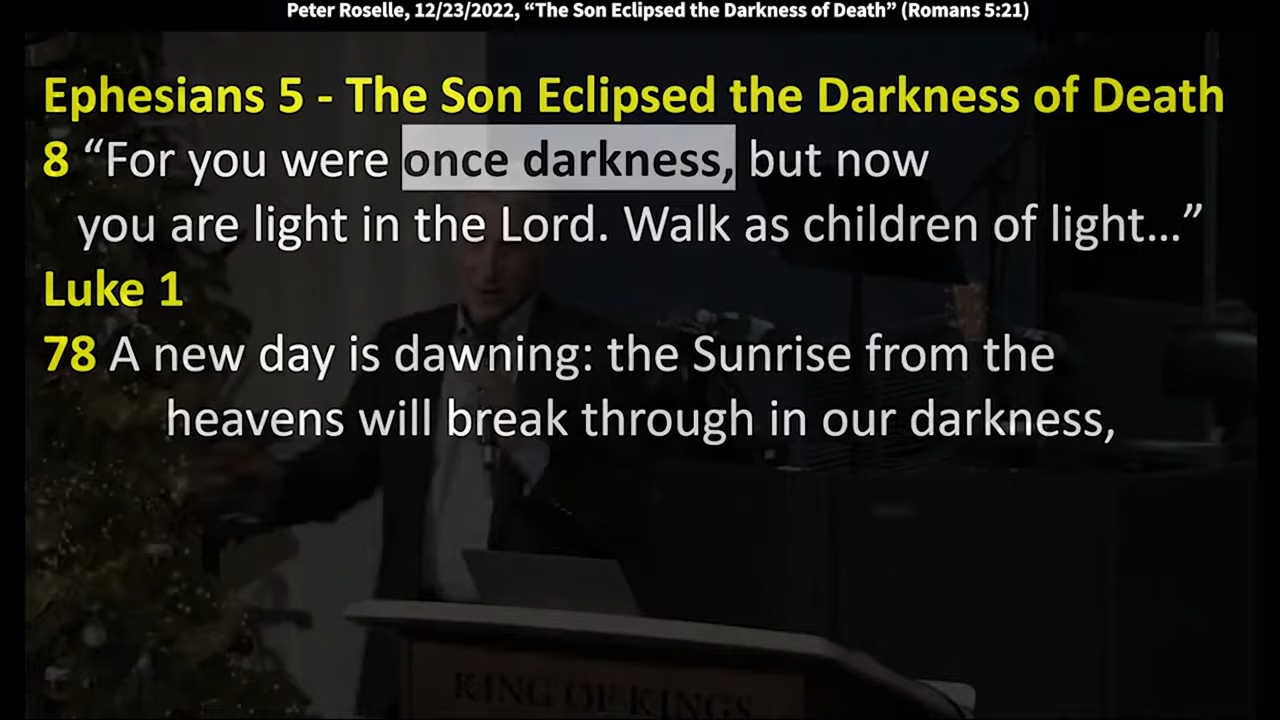 Peter Roselle, 12/23/2022, “The Son Eclipsed the Darkness of Death” (Romans 5:21)
Ephesians 5 - The Son Eclipsed the Darkness of Death
8 “For you were once darkness, but now
you are light in the Lord. Walk as children of light...”
Luke 1
78 A new day is dawning: the Sunrise from the
heavens will break through in our darkness,
KING OF KINGS